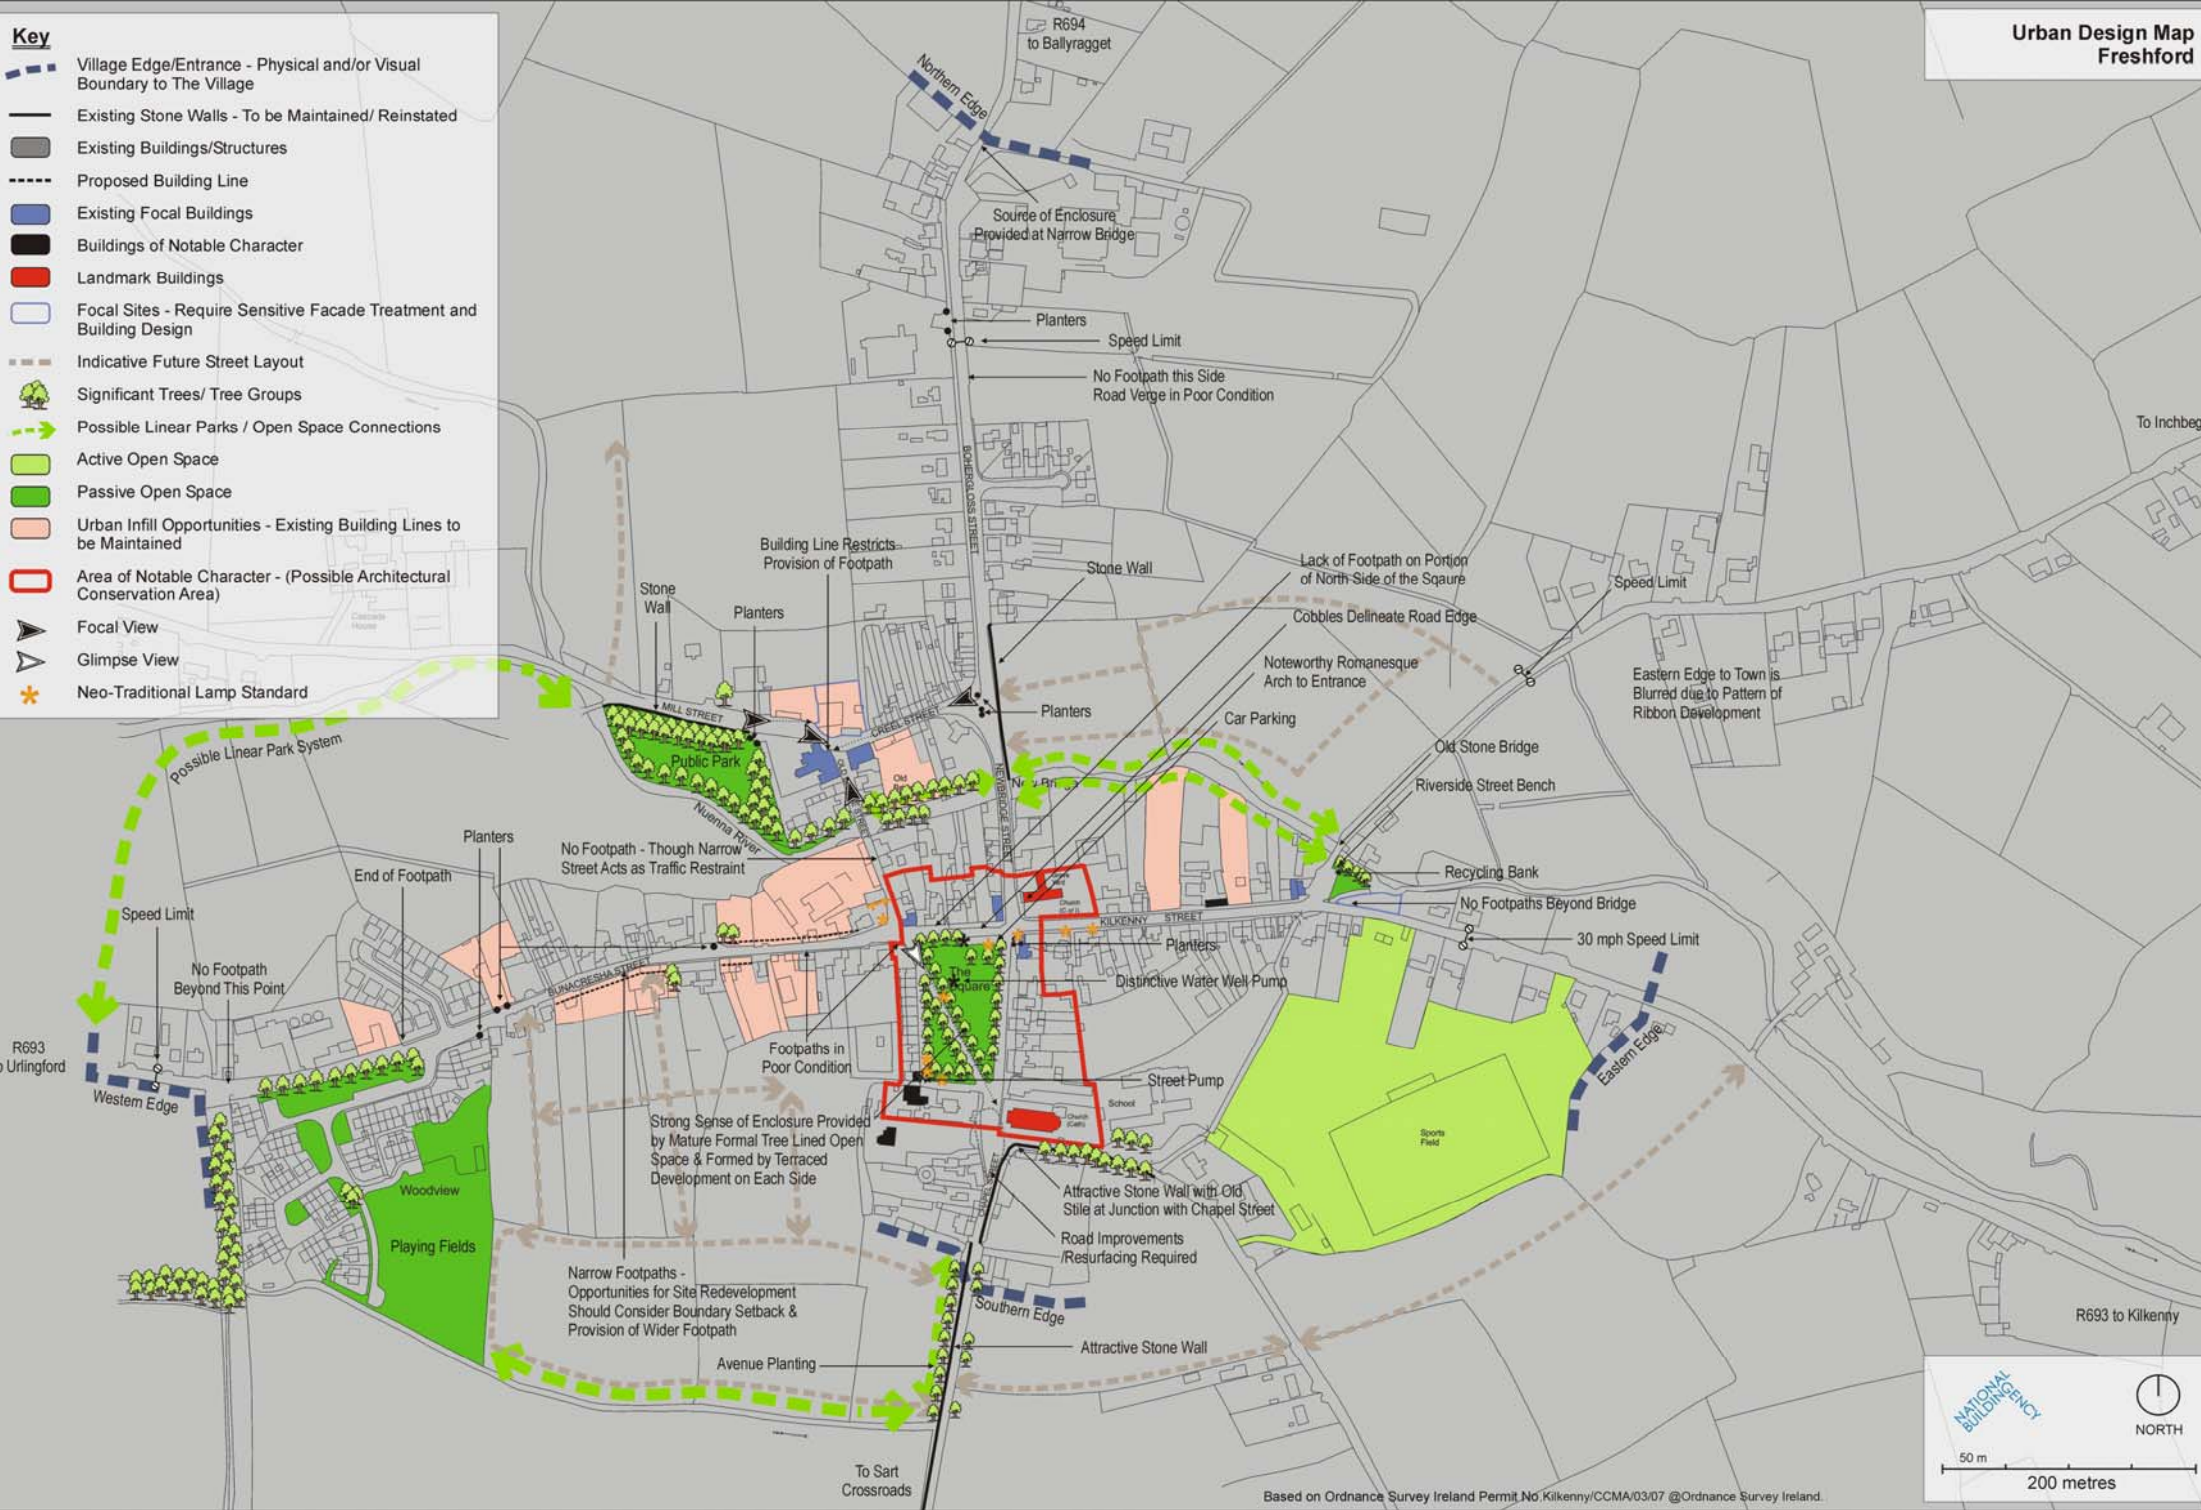 Urban Design Map
Freshford
Key
Village Edge/Entrance - Physical and/or Visual
Boundary to The Village
Existing Stone Walls - To be Maintained/ Reinstated
Existing Buildings/Structures
Proposed Building Line
Existing Focal Buildings
Buildings of Notable Character
Landmark Buildings
Focal Sites - Require Sensitive Facade Treatment and
Building Design
Indicative Future Street Layout
Significant Trees/ Tree Groups
Possible Linear Parks / Open Space Connections
Active Open Space
Passive Open Space
Urban Infill Opportunities - Existing Building Lines to
be Maintained
Area of Notable Character - (Possible Architectural
Conservation Area)
Focal View
Glimpse View
Neo-Traditional Lamp Standard
Cascade
House
R694
to Ballyragget
Northern Edge
Source of Enclosure
Provided at Narrow Bridge
Planters
Speed Limit
No Footpath this Side
Road Verge in Poor Condition
To Inchbeg
BOHERGLOSS STREET
Building Line Restricts
Provision of Footpath
Stone Wall
Lack of Footpath on Portion
of North Side of the Sqaure
Speed Limit
Stone
Wall
Planters
Cobbles Delineate Road Edge
Noteworthy Romanesque
Arch to Entrance
Eastern Edge to Town is
Blurred due to Pattern of
Ribbon Development
MILL STREET
CREEL STREET
Planters
Car Parking
Possible Linear Park System
Public Park
Old Stone Bridge
Old
OLD
STREET
NEWBRIDGE STREET
Riverside Street Bench
Nuenna River
Planters
No Footpath - Though Narrow
Street Acts as Traffic Restraint
End of Footpath
Recycling Bank
Speed Limit
Church
(C of I)
KILKENNY STREET
No Footpaths Beyond Bridge
Planters
30 mph Speed Limit
No Footpath
Beyond This Point
BUNACRESHA STREET
The
Square
Distinctive Water Well Pump
R693
o Urlingford
Footpaths in
Poor Condition
Eastern Edge
Street Pump
Western Edge
School
Church
(Cath)
Strong Sense of Enclosure Provided
by Mature Formal Tree Lined Open
Space & Formed by Terraced
Development on Each Side
Sports
Field
Woodview
Attractive Stone Wall with Old
Stile at Junction with Chapel Street
STREET
Playing Fields
Road Improvements
/Resurfacing Required
Narrow Footpaths -
Opportunities for Site Redevelopment
Should Consider Boundary Setback &
Provision of Wider Footpath
Southern Edge
R693 to Kilkenny
Avenue Planting
Attractive Stone Wall
To Sart
Crossroads
NATIONAL
BUILDINGENCY
NORTH
50 m
200 metres
Based on Ordnance Survey Ireland Permit No.Kilkenny/CCMA/03/07 @Ordnance Survey Ireland.